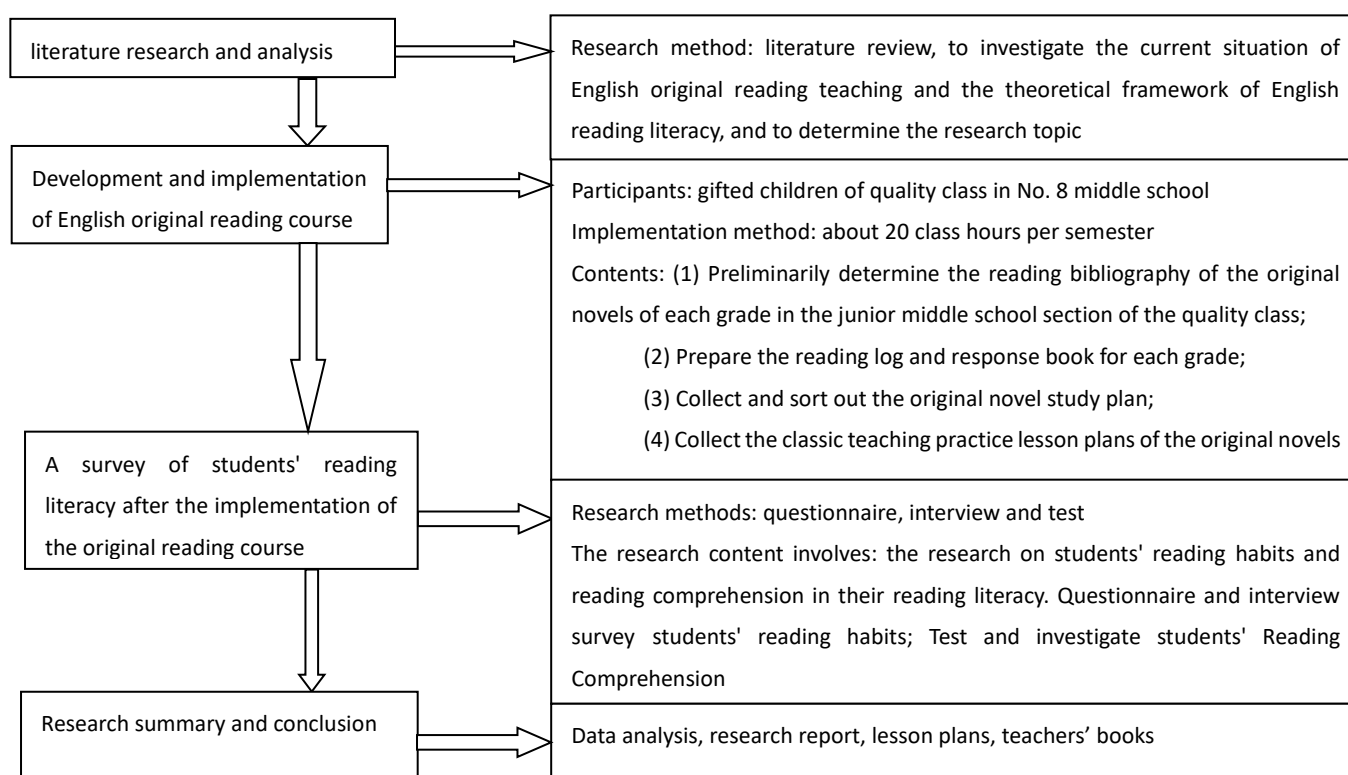 literature research and analysis
Research method: literature review, to investigate the current situation of
English original reading teaching and the theoretical framework of English
reading literacy, and to determine the research topic
Development and implementation
of English original reading course
Participants: gifted children of quality class in No. 8 middle school
Implementation method: about 20 class hours per semester
Contents: (1) Preliminarily determine the reading bibliography of the original
novels of each grade in the junior middle school section of the quality class;
(2) Prepare the reading log and response book for each grade;
(3) Collect and sort out the original novel study plan;
(4) Collect the classic teaching practice lesson plans of the original novels
A survey of students' reading
literacy after the implementation of
the original reading course
Research methods: questionnaire, interview and test
The research content involves: the research on students' reading habits and
reading comprehension in their reading literacy. Questionnaire and interview
survey students' reading habits; Test and investigate students' Reading
Comprehension
Research summary and conclusion
Data analysis, research report, lesson plans, teachers’ books